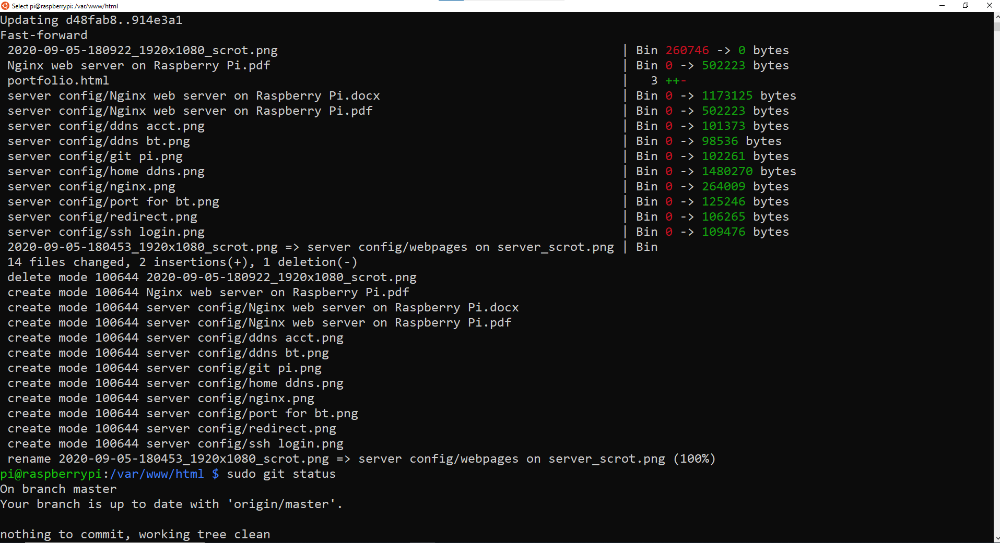 Select pi@raspberrypi: /var/www/html
Updating d48fab8..914e3a1
Fast-forward
 2020-09-05-180922_1920x1080_scrot.png                                               | Bin 260746 -> 0 bytes
 Nginx web server on Raspberry Pi.pdf                                                | Bin 0 -> 502223 bytes
 portfolio.html                                                                      |   3 ++-
 server config/Nginx web server on Raspberry Pi.docx                                 | Bin 0 -> 1173125 bytes
 server config/Nginx web server on Raspberry Pi.pdf                                  | Bin 0 -> 502223 bytes
 server config/ddns acct.png                                                         | Bin 0 -> 101373 bytes
 server config/ddns bt.png                                                           | Bin 0 -> 98536 bytes
 server config/git pi.png                                                            | Bin 0 -> 102261 bytes
 server config/home ddns.png                                                         | Bin 0 -> 1480270 bytes
 server config/nginx.png                                                             | Bin 0 -> 264009 bytes
 server config/port for bt.png                                                       | Bin 0 -> 125246 bytes
 server config/redirect.png                                                          | Bin 0 -> 106265 bytes
 server config/ssh login.png                                                         | Bin 0 -> 109476 bytes
 2020-09-05-180453_1920x1080_scrot.png => server config/webpages on server_scrot.png | Bin
 14 files changed, 2 insertions(+), 1 deletion(-)
 delete mode 100644 2020-09-05-180922_1920x1080_scrot.png
 create mode 100644 Nginx web server on Raspberry Pi.pdf
 create mode 100644 server config/Nginx web server on Raspberry Pi.docx
 create mode 100644 server config/Nginx web server on Raspberry Pi.pdf
 create mode 100644 server config/ddns acct.png
 create mode 100644 server config/ddns bt.png
 create mode 100644 server config/git pi.png
 create mode 100644 server config/home ddns.png
 create mode 100644 server config/nginx.png
 create mode 100644 server config/port for bt.png
 create mode 100644 server config/redirect.png
 create mode 100644 server config/ssh login.png
 rename 2020-09-05-180453_1920x1080_scrot.png => server config/webpages on server_scrot.png (100%)
pi@raspberrypi:/var/www/html $ sudo git status
On branch master
Your branch is up to date with 'origin/master'.

nothing to commit, working tree clean